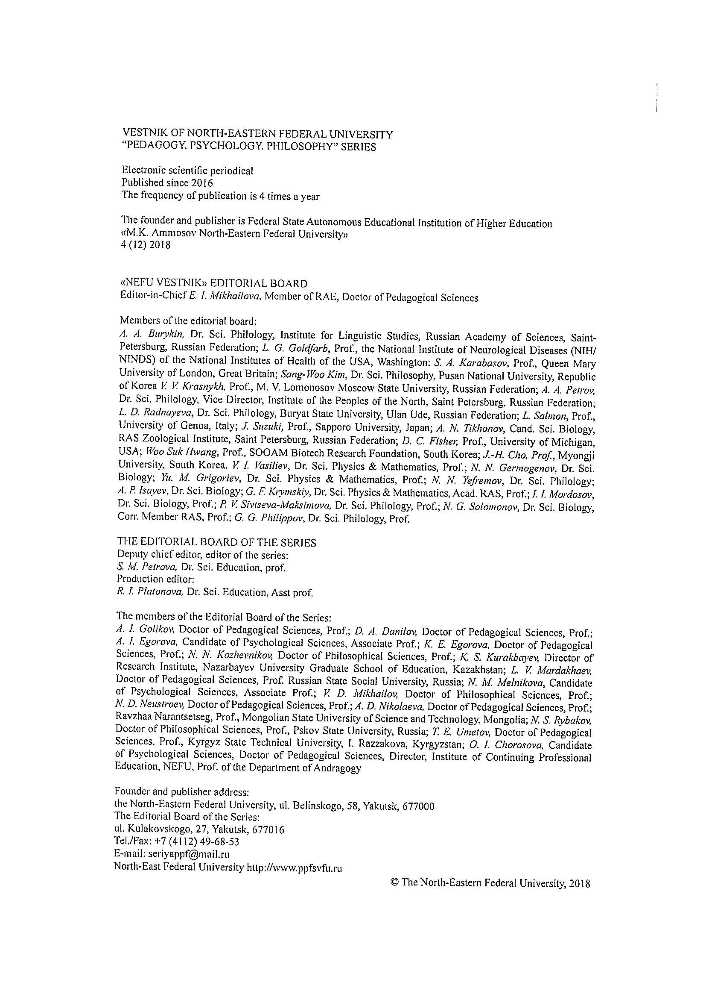 VESTNIK OF NORTH-EASTERN FEDERAL UNIVERSITY
“PEDAGOGY. PSYCHOLOGY. PHILOSOPHY” SERIES
Electronic scientific periodical
Published since 2016
The frequency of publication is 4 times a year
The founder and publisher is Federal State Autonomous Educational Institution of Higher Education
«M.K. Ammosov North-Eastern Federal University»
4 (12) 2018
«NEFU VESTNIK» EDITORIAL BOARD
Editor-in-Chief E. I. Mikhailova, Member of RAE, Doctor of Pedagogical Sciences
Members of the editorial board:
A. A. Burykin, Dr. Sci. Philology, Institute for Linguistic Studies, Russian Academy of Sciences, Saint-
Petersburg, Russian Federation; L. G. Goldfarb, Prof., the National Institute of Neurological Diseases (NIH/
NINDS) of the National Institutes of Health of the USA, Washington; S. A. Karabasov, Prof., Queen Mary
University of London, Great Britain; Sang-Woo Kim, Dr. Sci. Philosophy, Pusan National University, Republic
of Korea V. V. Krasnykh, Prof., M. V. Lomonosov Moscow State University, Russian Federation; A. A. Petrov,
Dr. Sci. Philology, Vice Director, Institute of the Peoples of the North, Saint Petersburg, Russian Federation;
L. D. Radnayeva, Dr. Sci. Philology, Buryat State University, Ulan Ude, Russian Federation; L. Salmon, Prof.,
University of Genoa, Italy; J. Suzuki, Prof., Sapporo University, Japan; A. N. Tikhonov, Cand. Sci. Biology,
RAS Zoological Institute, Saint Petersburg, Russian Federation; D. C. Fisher, Prof., University of Michigan,
USA; Woo Suk Hwang, Prof., SOOAM Biotech Research Foundation, South Korea; J.-H. Cho, Prof., Myongji
University, South Korea. V. I. Vasiliev, Dr. Sci. Physics & Mathematics, Prof.; N. N. Germogenov, Dr. Sci.
Biology; Yu. M. Grigoriev, Dr. Sci. Physics & Mathematics, Prof.; N. N. Yefremov, Dr. Sci. Philology;
A. P. Isayev, Dr. Sci. Biology; G. F. Krymskiy, Dr. Sci. Physics & Mathematics, Acad. RAS, Prof.; I. I. Mordosov,
Dr. Sci. Biology, Prof.; P. V. Sivtseva-Maksimova, Dr. Sci. Philology, Prof.; N. G. Solomonov, Dr. Sci. Biology,
Corr. Member RAS, Prof.; G. G. Philippov, Dr. Sci. Philology, Prof.
THE EDITORIAL BOARD OF THE SERIES
Deputy chief editor, editor of the series:
S. M. Petrova, Dr. Sci. Education, prof.
Production editor:
R. I. Platonova, Dr. Sci. Education, Asst prof.
The members of the Editorial Board of the Series:
A. I. Golikov, Doctor of Pedagogical Sciences, Prof.; D. A. Danilov, Doctor of Pedagogical Sciences, Prof.;
A. I. Egorova, Candidate of Psychological Sciences, Associate Prof.; K. E. Egorova, Doctor of Pedagogical
Sciences, Prof.; N. N. Kozhevnikov, Doctor of Philosophical Sciences, Prof.; K. S. Kurakbayev, Director of
Research Institute, Nazarbayev University Graduate School of Education, Kazakhstan; L. V. Mardakhaev,
Doctor of Pedagogical Sciences, Prof. Russian State Social University, Russia; N. M. Melnikova, Candidate
of Psychological Sciences, Associate Prof.; V. D. Mikhailov, Doctor of Philosophical Sciences, Prof.;
N. D. Neustroev, Doctor of Pedagogical Sciences, Prof.; A. D. Nikolaeva, Doctor of Pedagogical Sciences, Prof.;
Ravzhaa Narantsetseg, Prof., Mongolian State University of Science and Technology, Mongolia; N. S. Rybakov,
Doctor of Philosophical Sciences, Prof., Pskov State University, Russia; T. E. Umetov, Doctor of Pedagogical
Sciences, Prof., Kyrgyz State Technical University, I. Razzakova, Kyrgyzstan; O. I. Chorosova, Candidate
of Psychological Sciences, Doctor of Pedagogical Sciences, Director, Institute of Continuing Professional
Education, NEFU, Prof. of the Department of Andragogy
Founder and publisher address:
the North-Eastern Federal University, ul. Belinskogo, 58, Yakutsk, 677000
The Editorial Board of the Series:
ul. Kulakovskogo, 27, Yakutsk, 677016
Tel./Fax: +7 (4112) 49-68-53
E-mail: seriyappf@mail.ru
North-East Federal University http://www.ppfsvfu.ru
© The North-Eastern Federal University, 2018